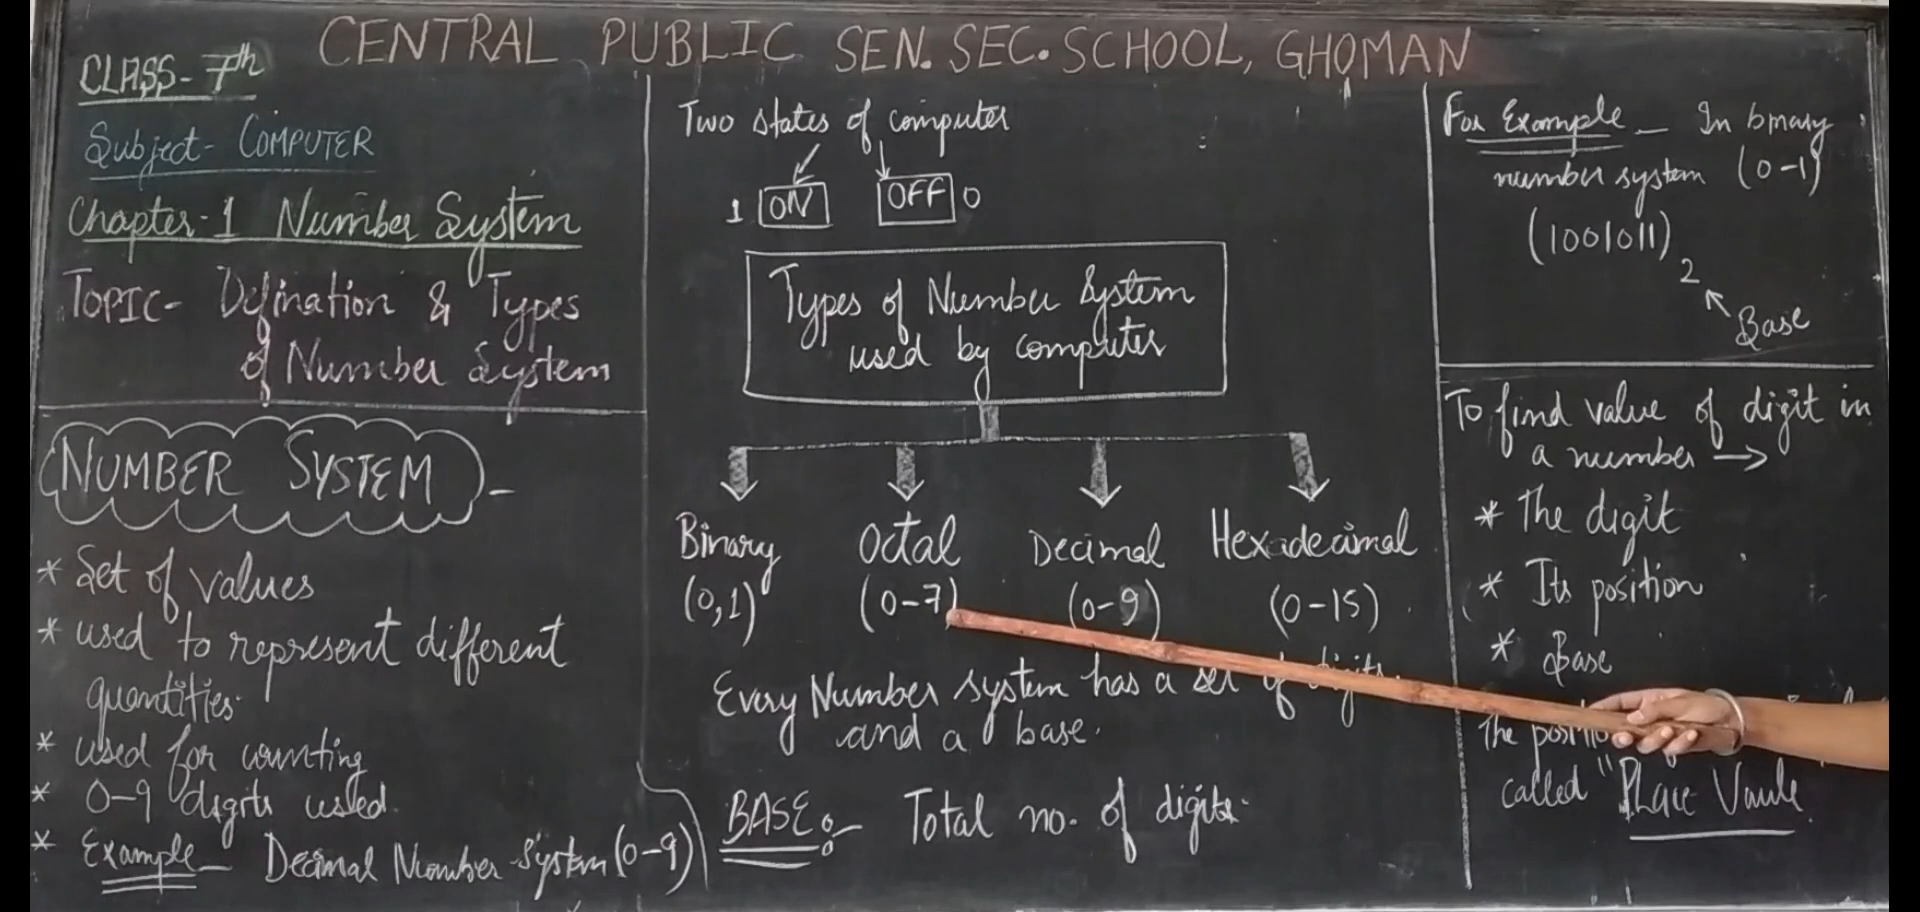 CENTRAL PUBLIC SEN. SEC. SCHOOL, GHOMAN
CLASS- 7th
Subject- COMPUTER
Chapter-1 Number System
TOPIC- Defination & Types
of Number System
NUMBER SYSTEM -
* Set of values
* used to represent different
quantities.
* used for counting
* 0-9 digits used.
* Example- Decimal Number System (0-9)
Two states of computer
1 ON OFF 0
Types of Number System
used by computer
Binary Octal Decimal Hexadecimal
(0,1) (0-7) (0-9) (0-15)
Every Number system has a set of digits
and a base.
BASE:- Total no. of digits.
For Example - In binary
number system (0-1)
(1001011)2
Base
To find value of digit in
a number →
* The digit
* Its position
* Base
The
called "Place Vaule"